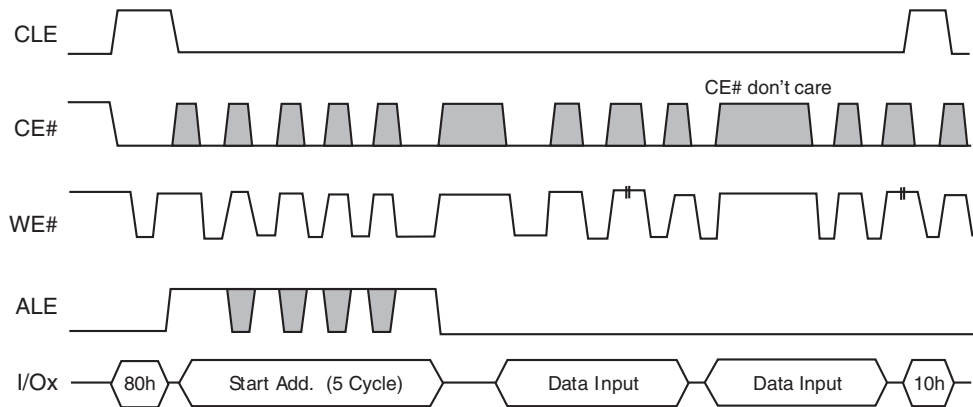 CLE
CE# don't care
CE#
WE#
ALE
I/Ox 80h Start Add. (5 Cycle) Data Input Data Input 10h